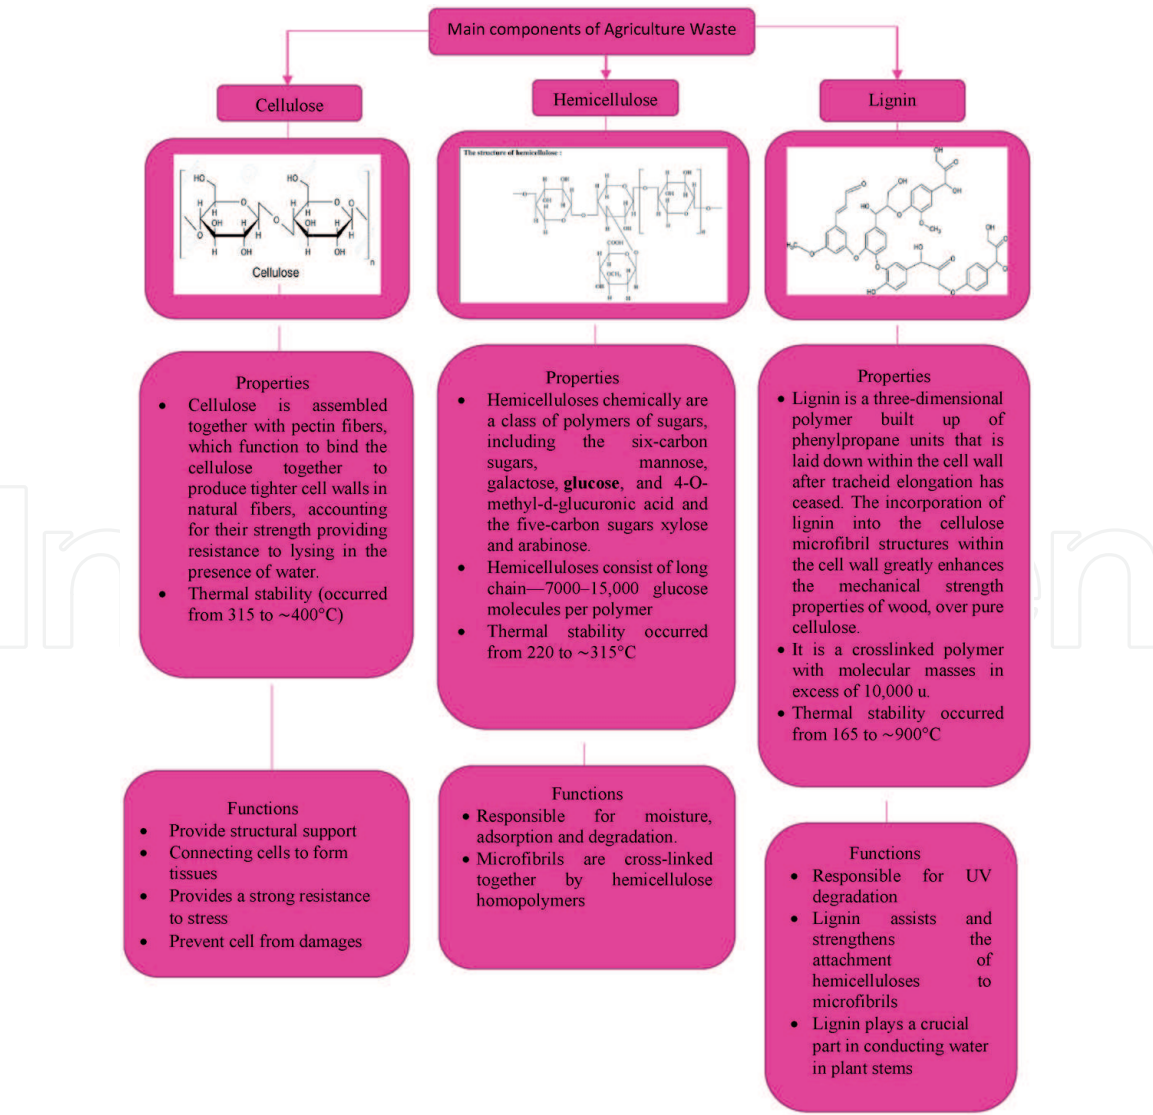 Main components of Agriculture Waste
Cellulose
Hemicellulose
Lignin
Cellulose
The structure of hemicellulose :
Properties
• Cellulose is assembled
together with pectin fibers,
which function to bind the
cellulose together to
produce tighter cell walls in
natural fibers, accounting
for their strength providing
resistance to lysing in the
presence of water.
• Thermal stability (occurred
from 315 to ~400°C)
Properties
• Hemicelluloses chemically are
a class of polymers of sugars,
including the six-carbon
sugars, mannose,
galactose, glucose, and 4-O-
methyl-d-glucuronic acid and
the five-carbon sugars xylose
and arabinose.
• Hemicelluloses consist of long
chain—7000–15,000 glucose
molecules per polymer
• Thermal stability occurred
from 220 to ~315°C
Properties
• Lignin is a three-dimensional
polymer built up of
phenylpropane units that is
laid down within the cell wall
after tracheid elongation has
ceased. The incorporation of
lignin into the cellulose
microfibril structures within
the cell wall greatly enhances
the mechanical strength
properties of wood, over pure
cellulose.
• It is a crosslinked polymer
with molecular masses in
excess of 10,000 u.
• Thermal stability occurred
from 165 to ~900°C
Functions
• Provide structural support
• Connecting cells to form
tissues
• Provides a strong resistance
to stress
• Prevent cell from damages
Functions
• Responsible for moisture,
adsorption and degradation.
• Microfibrils are cross-linked
together by hemicellulose
homopolymers
Functions
• Responsible for UV
degradation
• Lignin assists and
strengthens the
attachment of
hemicelluloses to
microfibrils
• Lignin plays a crucial
part in conducting water
in plant stems